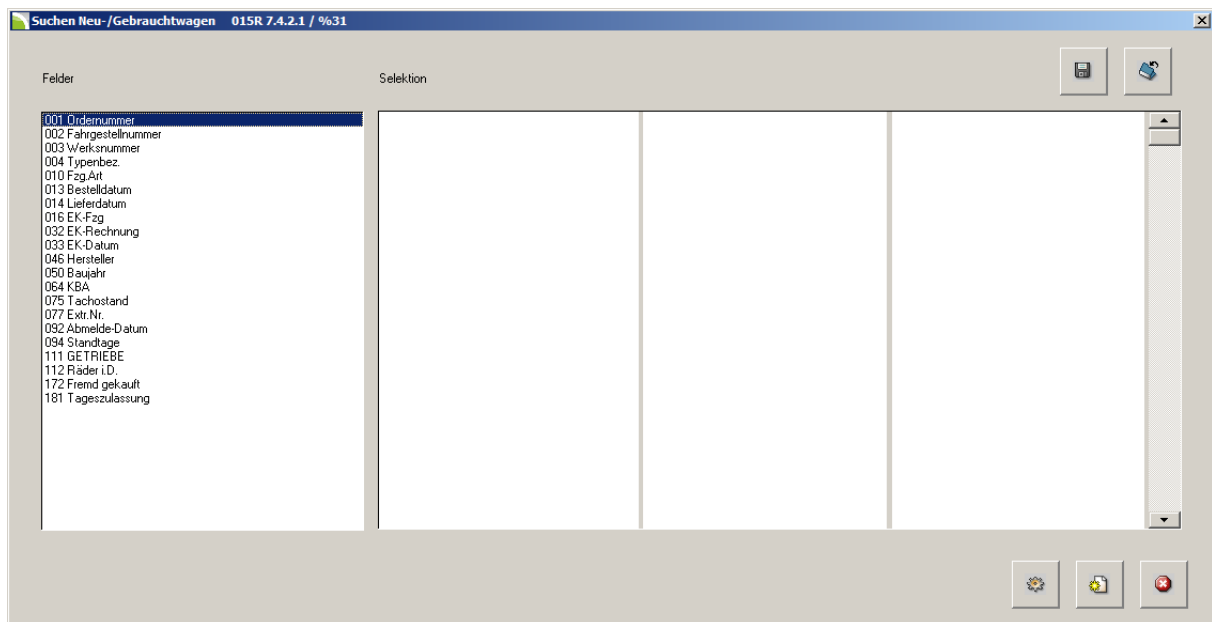 Suchen Neu-/Gebrauchtwagen 015R 7.4.2.1 / %31
Felder
Selektion
001 Ordernummer
002 Fahrgestellnummer
003 Werksnummer
004 Typenbez.
010 Fzg.Art
013 Bestelldatum
014 Lieferdatum
016 EK-Fzg
032 EK-Rechnung
033 EK-Datum
046 Hersteller
050 Baujahr
064 KBA
075 Tachostand
077 Extr.Nr.
092 Abmelde-Datum
094 Standtage
111 GETRIEBE
112 Räder i.D.
172 Fremd gekauft
181 Tageszulassung